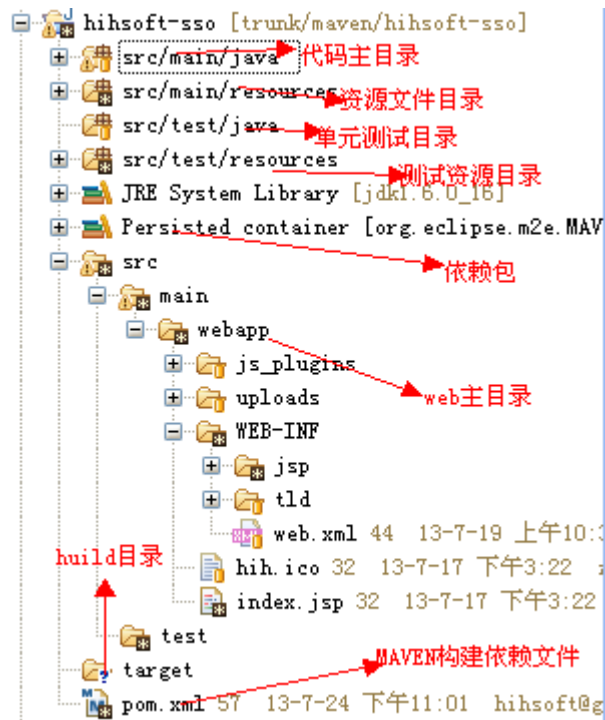 hihsoft-sso [trunk/maven/hihsoft-sso]
src/main/java 代码主目录
src/main/resources 资源文件目录
src/test/java 单元测试目录
src/test/resources 测试资源目录
JRE System Library [jdk1.6.0_16]
Persisted container [org.eclipse.m2e.MAV
依赖包
src
main
webapp
js_plugins
uploads web主目录
WEB-INF
jsp
tld
web.xml 44 13-7-19 上午10:
huild目录
hih.ico 32 13-7-17 下午3:22
index.jsp 32 13-7-17 下午3:22
test
target MAVEN构建依赖文件
pom.xml 57 13-7-24 下午11:01 hihsoft@g